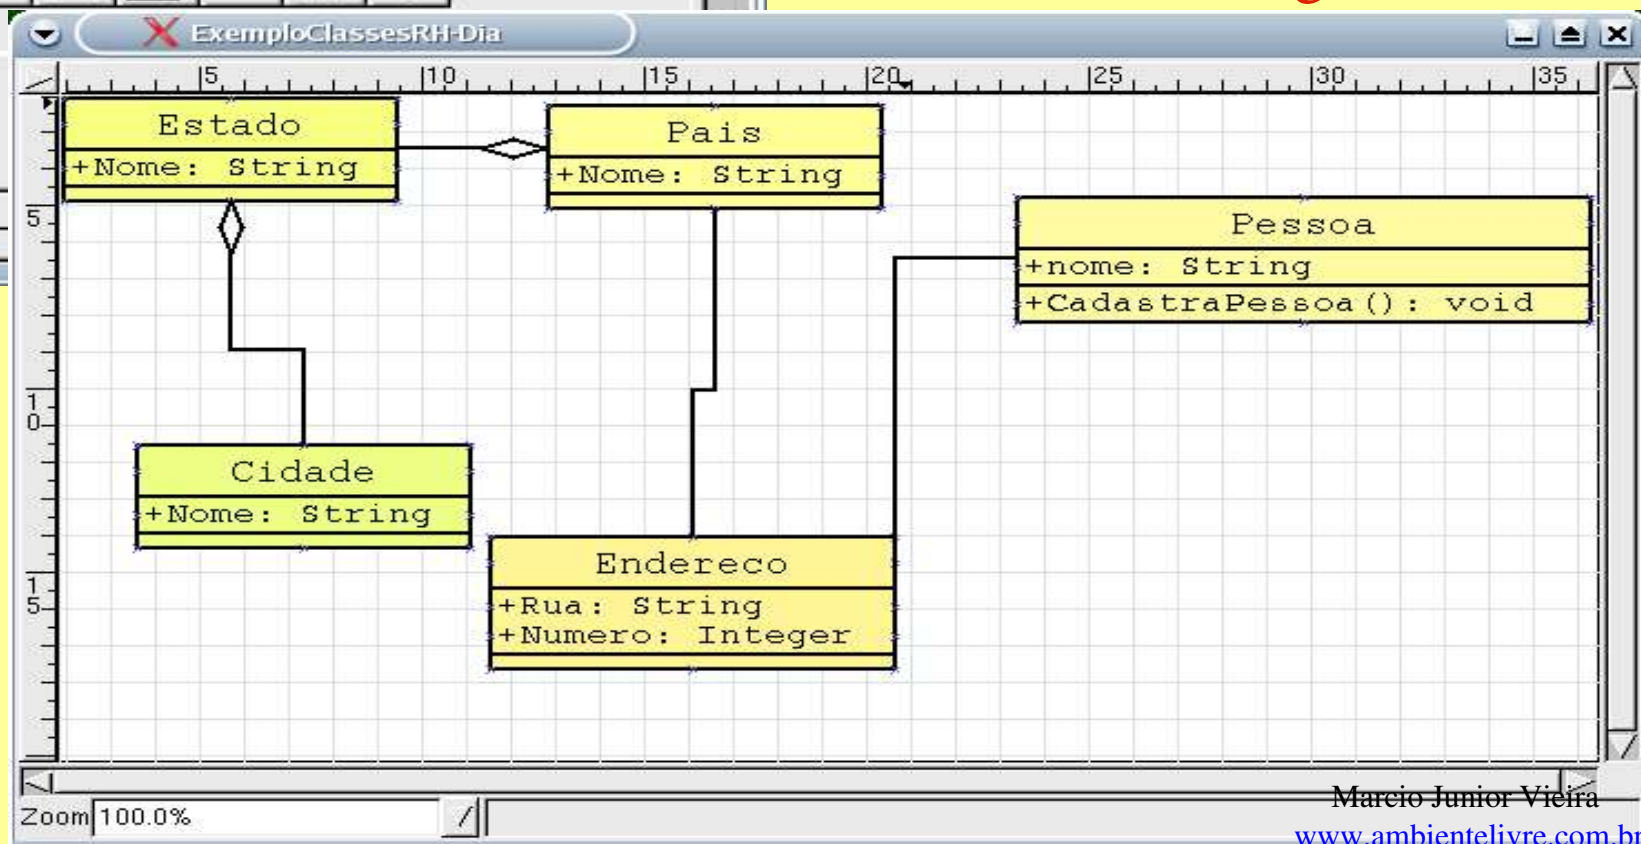 ExemploClassesRH-Dia
5 10 15 20 25 30 35
Estado
+Nome: String
Pais
+Nome: String
Pessoa
+nome: String
+CadastraPessoa(): void
5
10
15
Cidade
+Nome: String
Endereco
+Rua: String
+Numero: Integer
Zoom 100.0%
Marcio Junior Vieira
www.ambientelivre.com.br